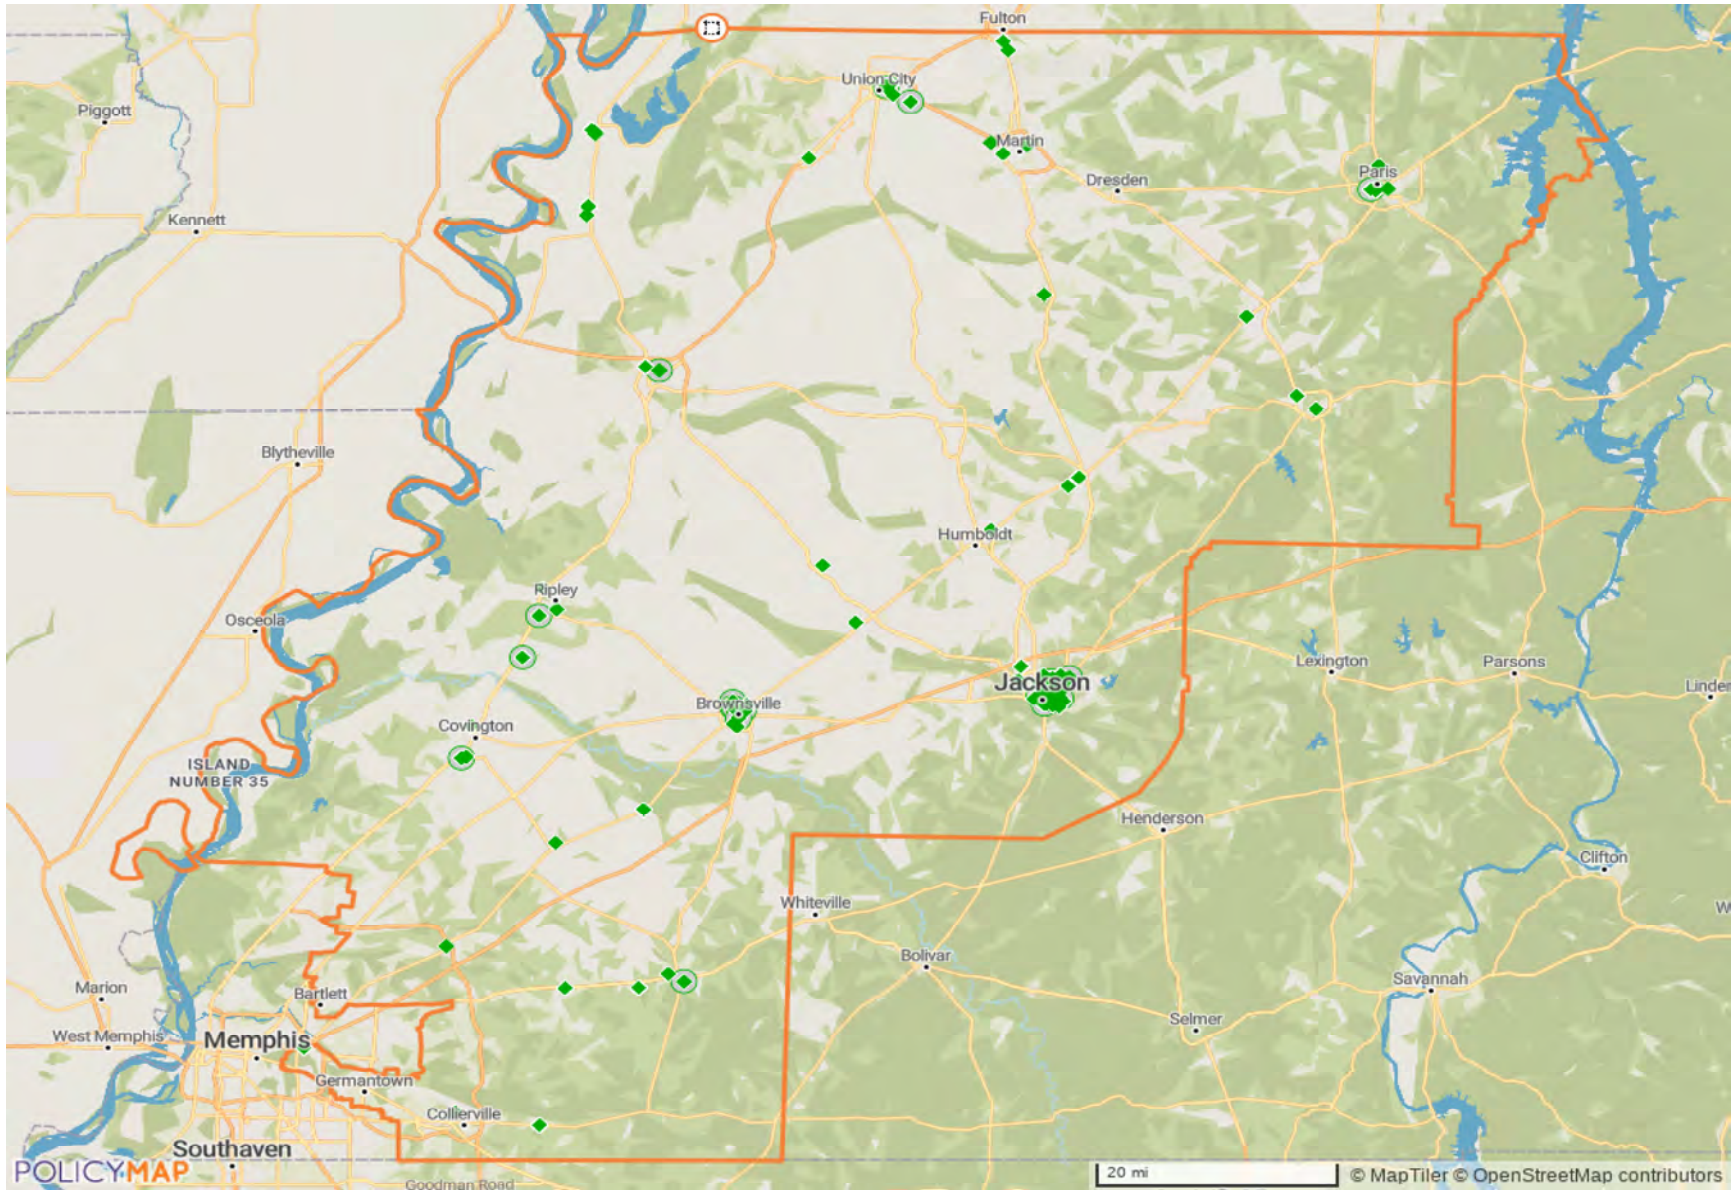 Fulton
Union City
Piggott
Martin
Paris
Dresden
Kennett
Blytheville
Humboldt
Ripley
Osceola
Lexington
Parsons
Jackson
Linden
Brownsville
Covington
ISLAND
NUMBER 35
Henderson
Clifton
Whiteville
W
Bolivar
Savannah
Marion
Bartlett
Selmer
West Memphis
Memphis
Germantown
Collierville
Southaven
POLICYMAP
20 mi
© MapTiler © OpenStreetMap contributors
Goodman Road